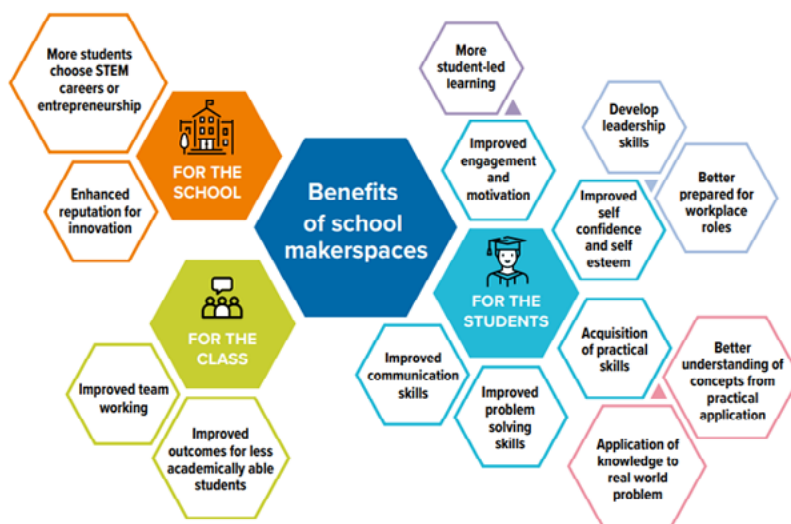 More students
choose STEM
careers or
entrepreneurship
FOR THE
SCHOOL
Enhanced
reputation for
innovation
Benefits
of school
makerspaces
FOR THE
CLASS
Improved team
working
Improved
outcomes for less
academically able
students
More
student-led
learning
Improved
engagement
and
motivation
Develop
leadership
skills
Better
prepared for
workplace
roles
Improved
self
confidence
and self
esteem
FOR THE
STUDENTS
Acquisition
of practical
skills
Better
understanding of
concepts from
practical
application
Improved
communication
skills
Improved
problem
solving
skills
Application of
knowledge to
real world
problem